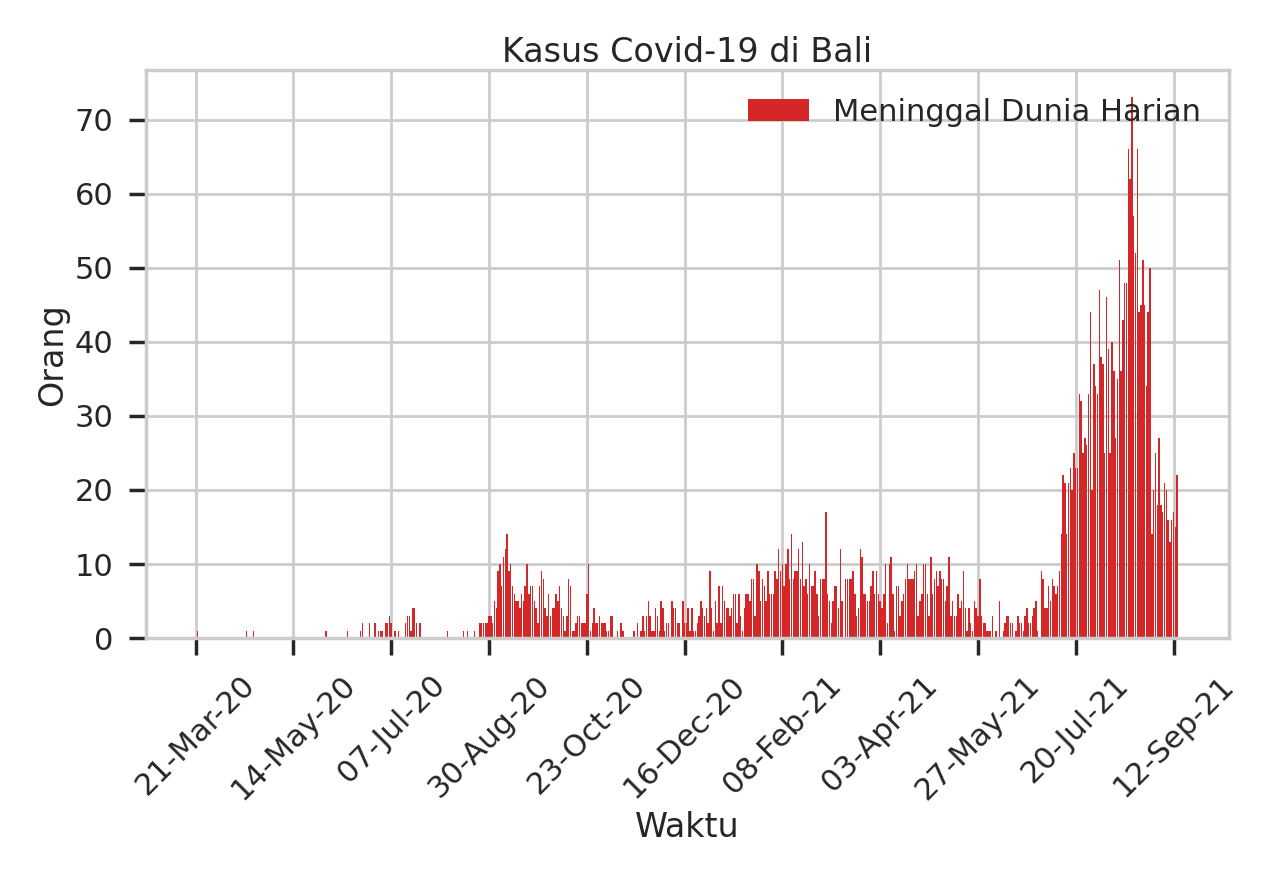 Kasus Covid-19 di Bali
Meninggal Dunia Harian
70
60
50
40
30
20
10
0
Orang
21-Mar-20
14-May-20
07-Jul-20
30-Aug-20
23-Oct-20
16-Dec-20
08-Feb-21
03-Apr-21
27-May-21
20-Jul-21
12-Sep-21
Waktu